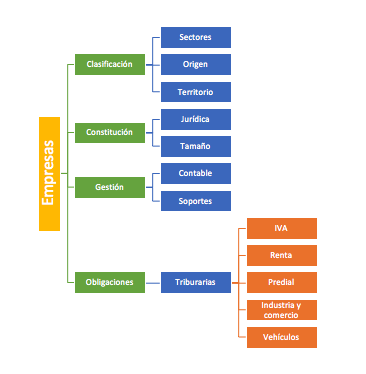 Empresas
Clasificación
Sectores
Origen
Territorio
Constitución
Jurídica
Tamaño
Gestión
Contable
Soportes
Obligaciones
Triburarias
IVA
Renta
Predial
Industria y
comercio
Vehículos